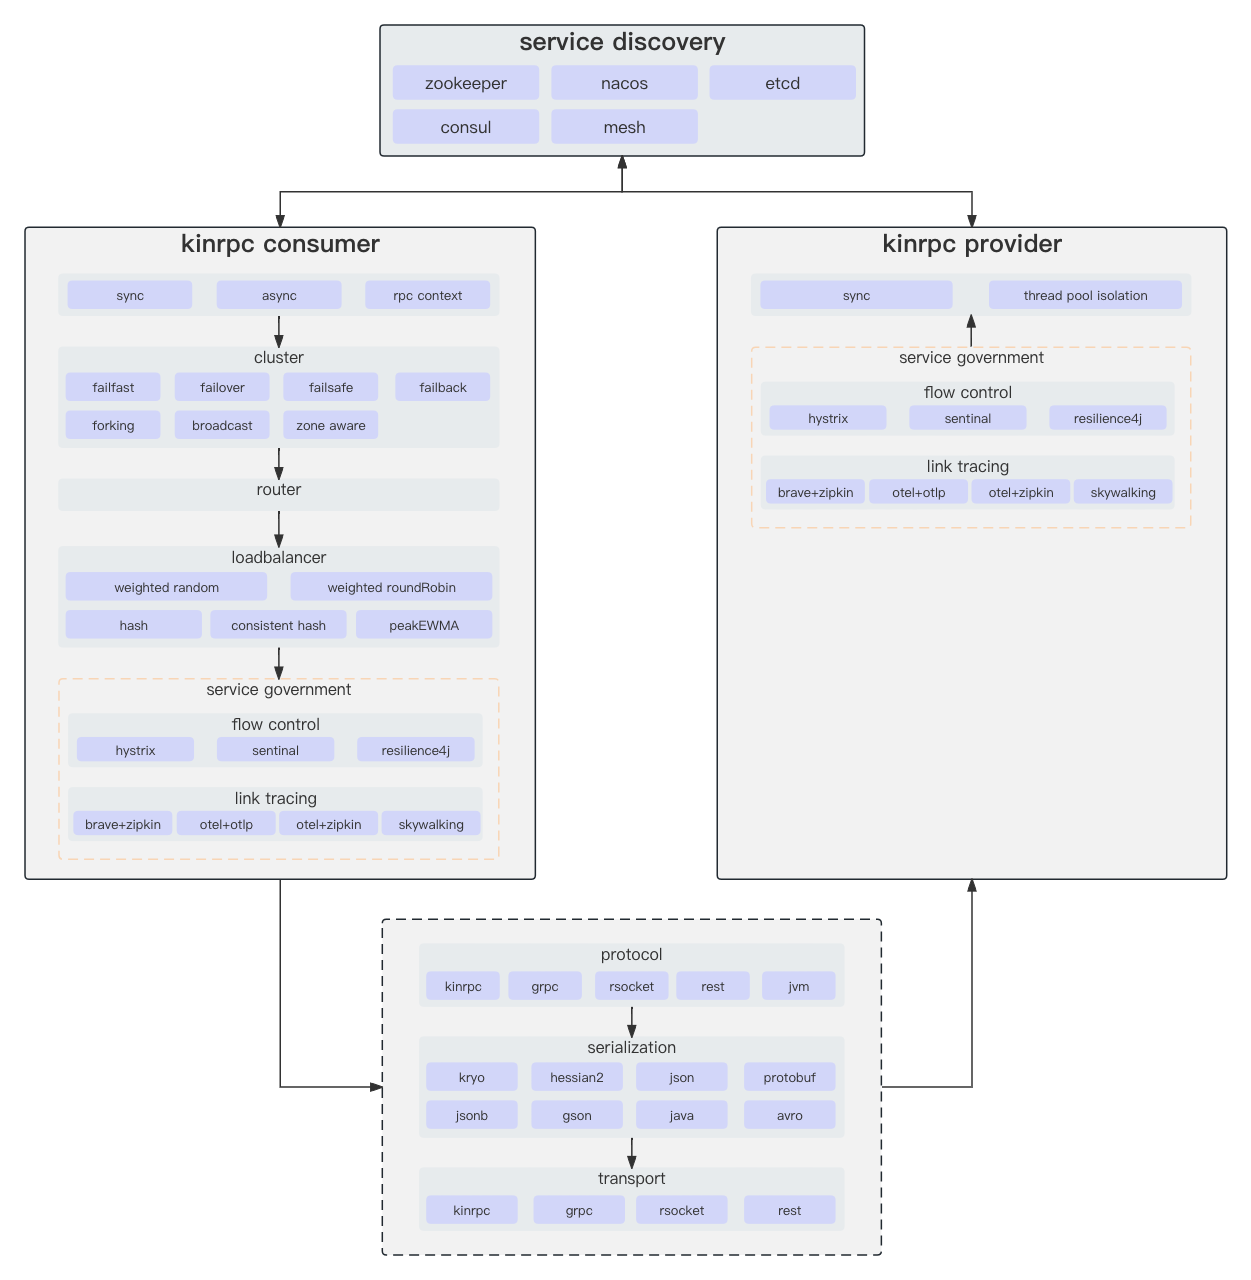 service discovery
zookeeper nacos etcd
consul mesh
kinrpc consumer
sync async rpc context
cluster
failfast failover failsafe failback
forking broadcast zone aware
router
loadbalancer
weighted random weighted roundRobin
hash consistent hash peakEWMA
service government
flow control
hystrix sentinal resilience4j
link tracing
brave+zipkin otel+otlp otel+zipkin skywalking
kinrpc provider
sync thread pool isolation
service government
flow control
hystrix sentinal resilience4j
link tracing
brave+zipkin otel+otlp otel+zipkin skywalking
protocol
kinrpc grpc rsocket rest jvm
serialization
kryo hessian2 json protobuf
jsonb gson java avro
transport
kinrpc grpc rsocket rest